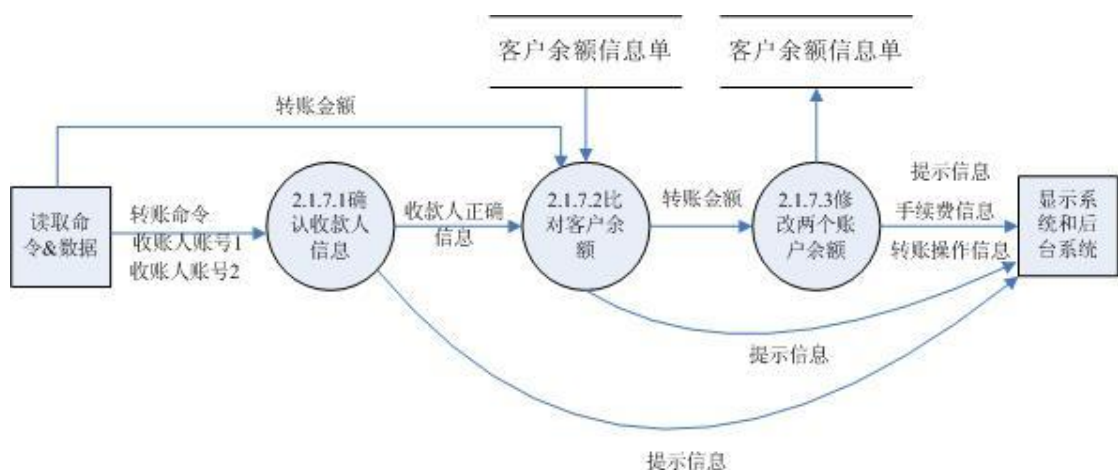 客户余额信息单
客户余额信息单
转账金额
读取命
令&数据
转账命令
收账人账号1
收账人账号2
2.1.7.1确
认收款人
信息
收款人正确
信息
2.1.7.2比
对客户余
额
转账金额
2.1.7.3修
改两个账
户余额
提示信息
手续费信息
转账操作信息
显示系
统和后
台系统
提示信息
提示信息